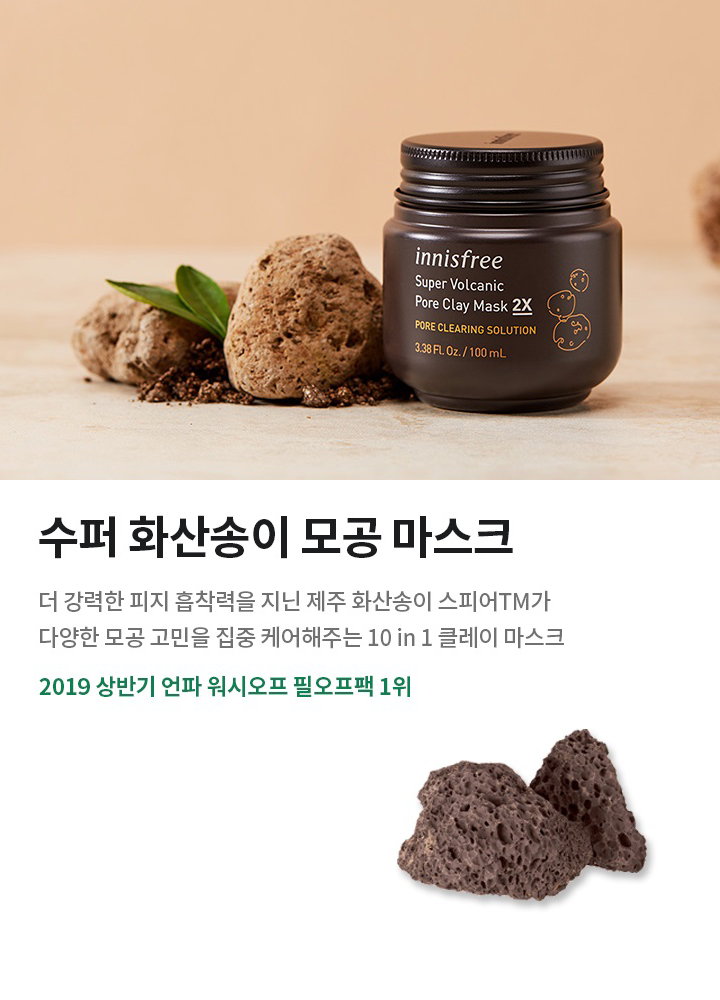 innisfree
Super Volcanic
Pore Clay Mask 2X
PORE CLEARING SOLUTION
3.38 Fl. Oz. / 100 mL
수퍼 화산송이 모공 마스크
더 강력한 피지 흡착력을 지닌 제주 화산송이 스피어TM가
다양한 모공 고민을 집중 케어해주는 10 in 1 클레이 마스크
2019 상반기 언파 워시오프 필오프팩 1위